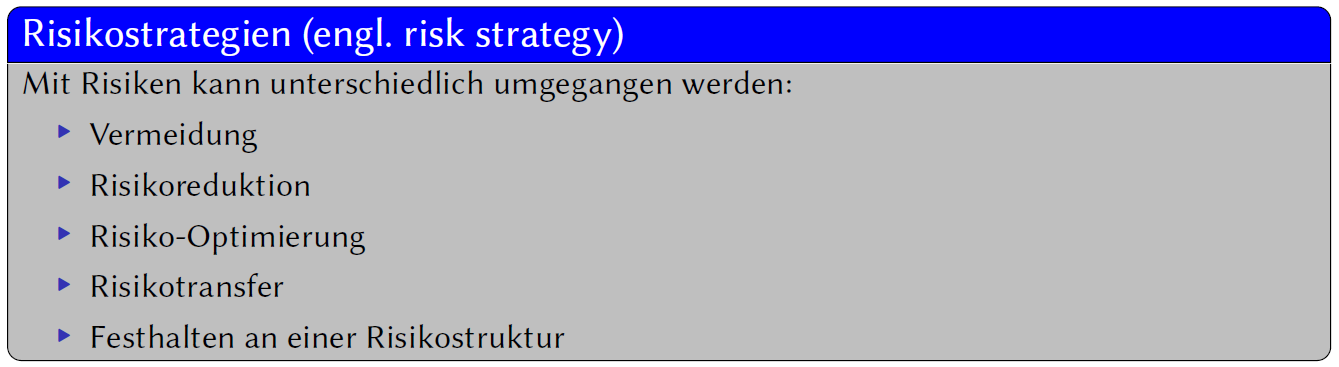 Risikostrategien (engl. risk strategy)
Mit Risiken kann unterschiedlich umgegangen werden:
Vermeidung
Risikoreduktion
Risiko-Optimierung
Risikotransfer
Festhalten an einer Risikostruktur